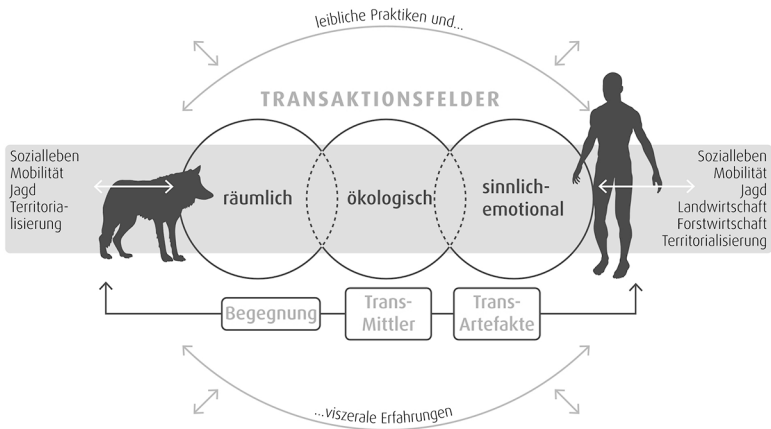 leibliche Praktiken und...
TRANSAKTIONSFELDER
Sozialleben
Mobilität
Jagd
Territoria-
lisierung
räumlich
ökologisch
sinnlich-
emotional
Sozialleben
Mobilität
Jagd
Landwirtschaft
Forstwirtschaft
Territorialisierung
Begegnung
Trans-
Mittler
Trans-
Artefakte
...viszerale Erfahrungen